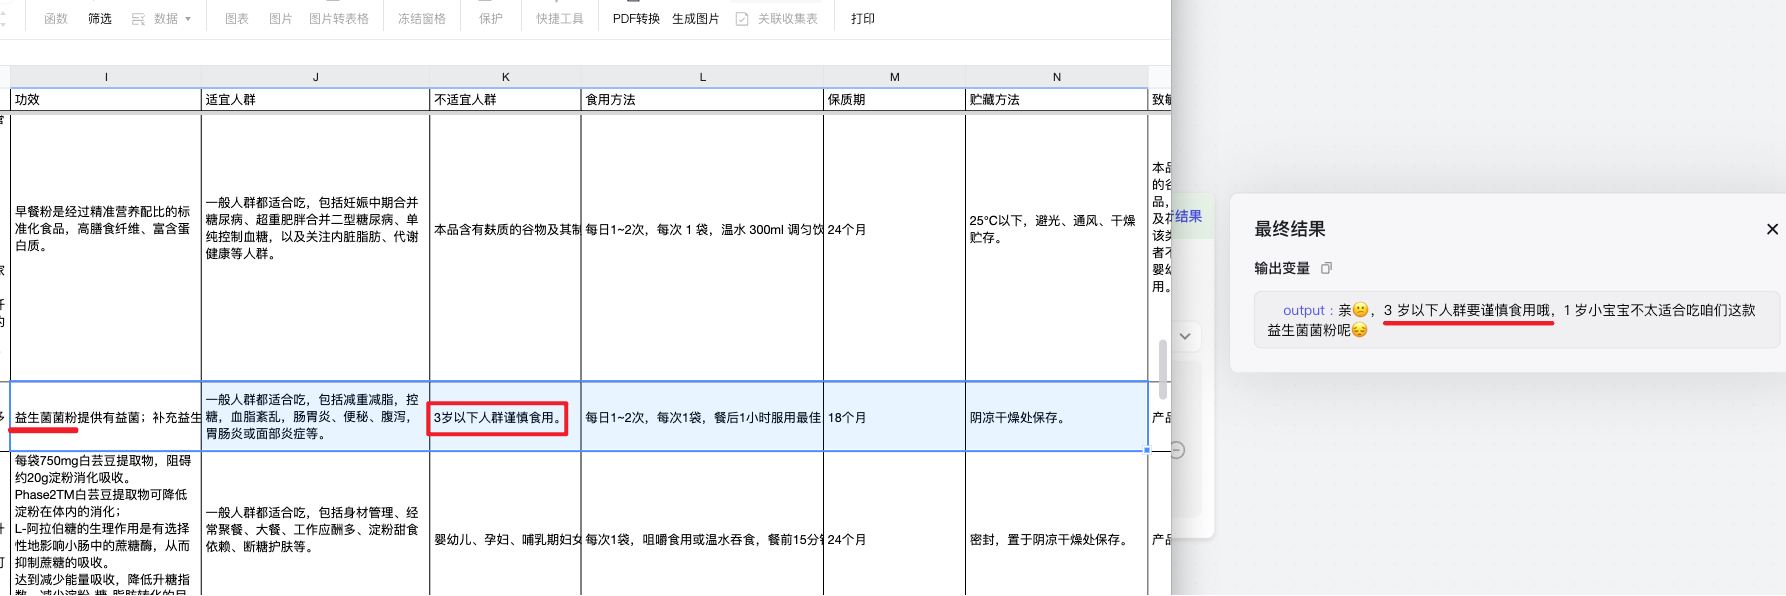 函数 筛选 数据 图表 图片 图片转表格 冻结窗格 保护 快捷工具 PDF转换 生成图片 关联收集表 打印
I J K L M N
功效 适宜人群 不适宜人群 食用方法 保质期 贮藏方法
早餐粉是经过精准营养配比的标
准化食品,高膳食纤维、富含蛋
白质。
一般人群都适合吃,包括妊娠中期合并
糖尿病、超重肥胖合并二型糖尿病、单
纯控制血糖,以及关注内脏脂肪、代谢
健康等人群。
本品含有麸质的谷物及其制
每日1~2次,每次 1 袋,温水 300ml 调匀饮
24个月
25°C以下,避光、通风、干燥
贮存。
本品
的谷
品,
及花
该类
者不
婴幼
用。
益生菌菌粉提供有益菌;补充益生
一般人群都适合吃,包括减重减脂,控
糖,血脂紊乱,肠胃炎、便秘、腹泻,
胃肠炎或面部炎症等。
3岁以下人群谨慎食用。
每日1~2次,每次1袋,餐后1小时服用最佳
18个月
阴凉干燥处保存。
产品
每袋750mg白芸豆提取物,阻碍
约20g淀粉消化吸收。
Phase2TM白芸豆提取物可降低
淀粉在体内的消化;
L-阿拉伯糖的生理作用是有选择
性地影响小肠中的蔗糖酶,从而
抑制蔗糖的吸收。
达到减少能量吸收,降低升糖指
一般人群都适合吃,包括身材管理、经
常聚餐、大餐、工作应酬多、淀粉甜食
依赖、断糖护肤等。
婴幼儿、孕妇、哺乳期妇女
每次1袋,咀嚼食用或温水吞食,餐前15分
24个月
密封,置于阴凉干燥处保存。
产品
结果
最终结果
输出变量
output : 亲😕,3 岁以下人群要谨慎食用哦,1 岁小宝宝不太适合吃咱们这款
益生菌菌粉呢😔